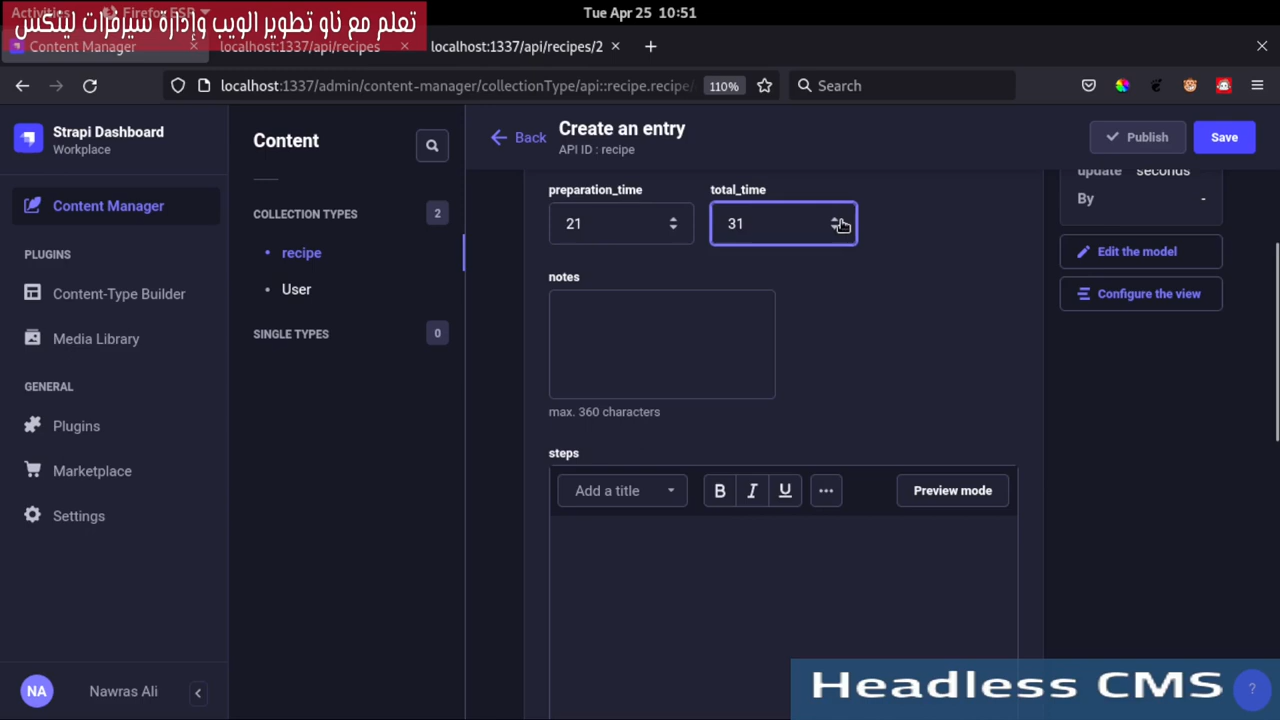 Activities Firefox ESR
Tue Apr 25 10:51
تعلم مع ناو تطوير الويب وإدارة سيرفرات لينكس
Content Manager
localhost:1337/api/recipes
localhost:1337/api/recipes/2
localhost:1337/admin/content-manager/collectionType/api::recipe.recipe/
110%
Search
Strapi Dashboard
Workplace
Content Manager
PLUGINS
Content-Type Builder
Media Library
GENERAL
Plugins
Marketplace
Settings
NA Nawras Ali
Content
COLLECTION TYPES 2
recipe
User
SINGLE TYPES 0
Back
Create an entry
API ID : recipe
Publish
Save
preparation_time
21
total_time
31
notes
max. 360 characters
steps
Add a title
B I U
Preview mode
update seconds
By -
Edit the model
Configure the view
Headless CMS
?